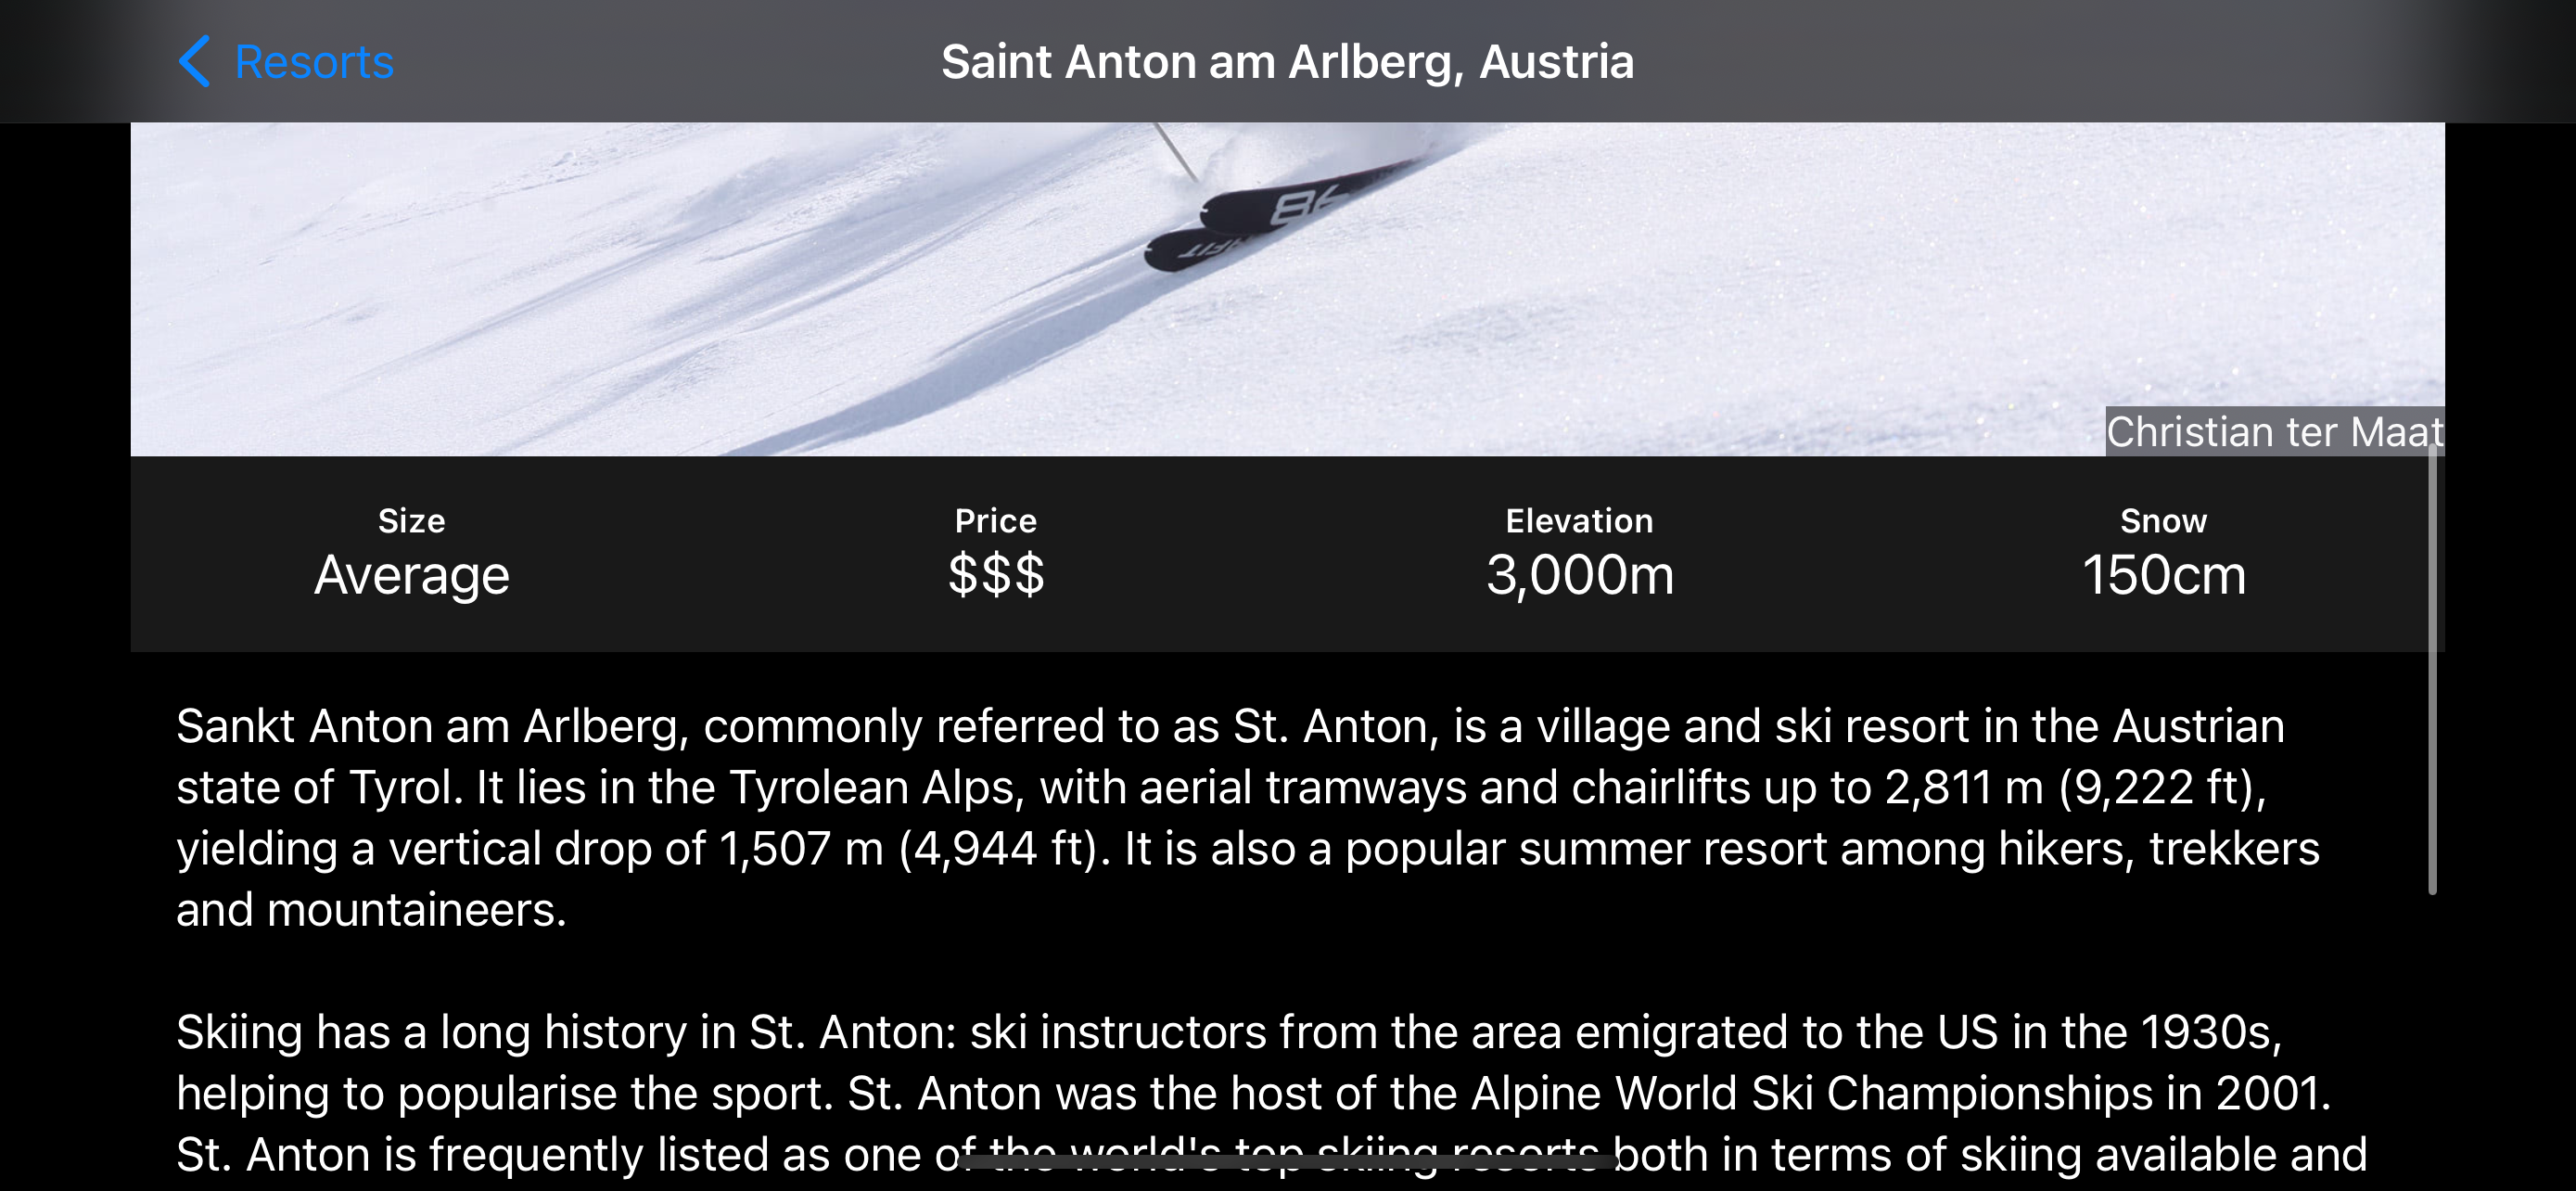 Resorts
Saint Anton am Arlberg, Austria
86
Christian ter Maat
Size
Price
Elevation
Snow
Average
$$$
3,000m
150cm
Sankt Anton am Arlberg, commonly referred to as St. Anton, is a village and ski resort in the Austrian
state of Tyrol. It lies in the Tyrolean Alps, with aerial tramways and chairlifts up to 2,811 m (9,222 ft),
yielding a vertical drop of 1,507 m (4,944 ft). It is also a popular summer resort among hikers, trekkers
and mountaineers.
Skiing has a long history in St. Anton: ski instructors from the area emigrated to the US in the 1930s,
helping to popularise the sport. St. Anton was the host of the Alpine World Ski Championships in 2001.
St. Anton is frequently listed as one of the world's top skiing resorts both in terms of skiing available and